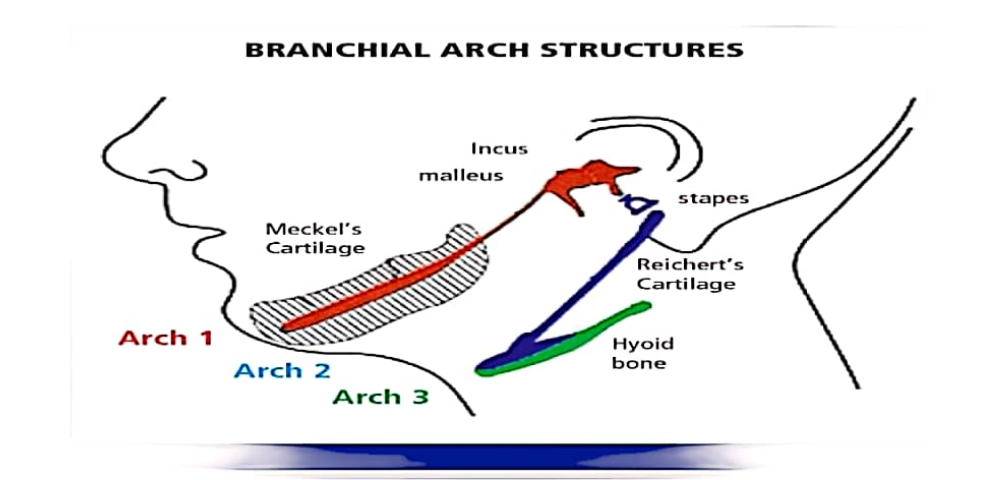 BRANCHIAL ARCH STRUCTURES
Incus
malleus
stapes
Meckel's
Cartilage
Reichert's
Cartilage
Arch 1
Hyoid
bone
Arch 2
Arch 3